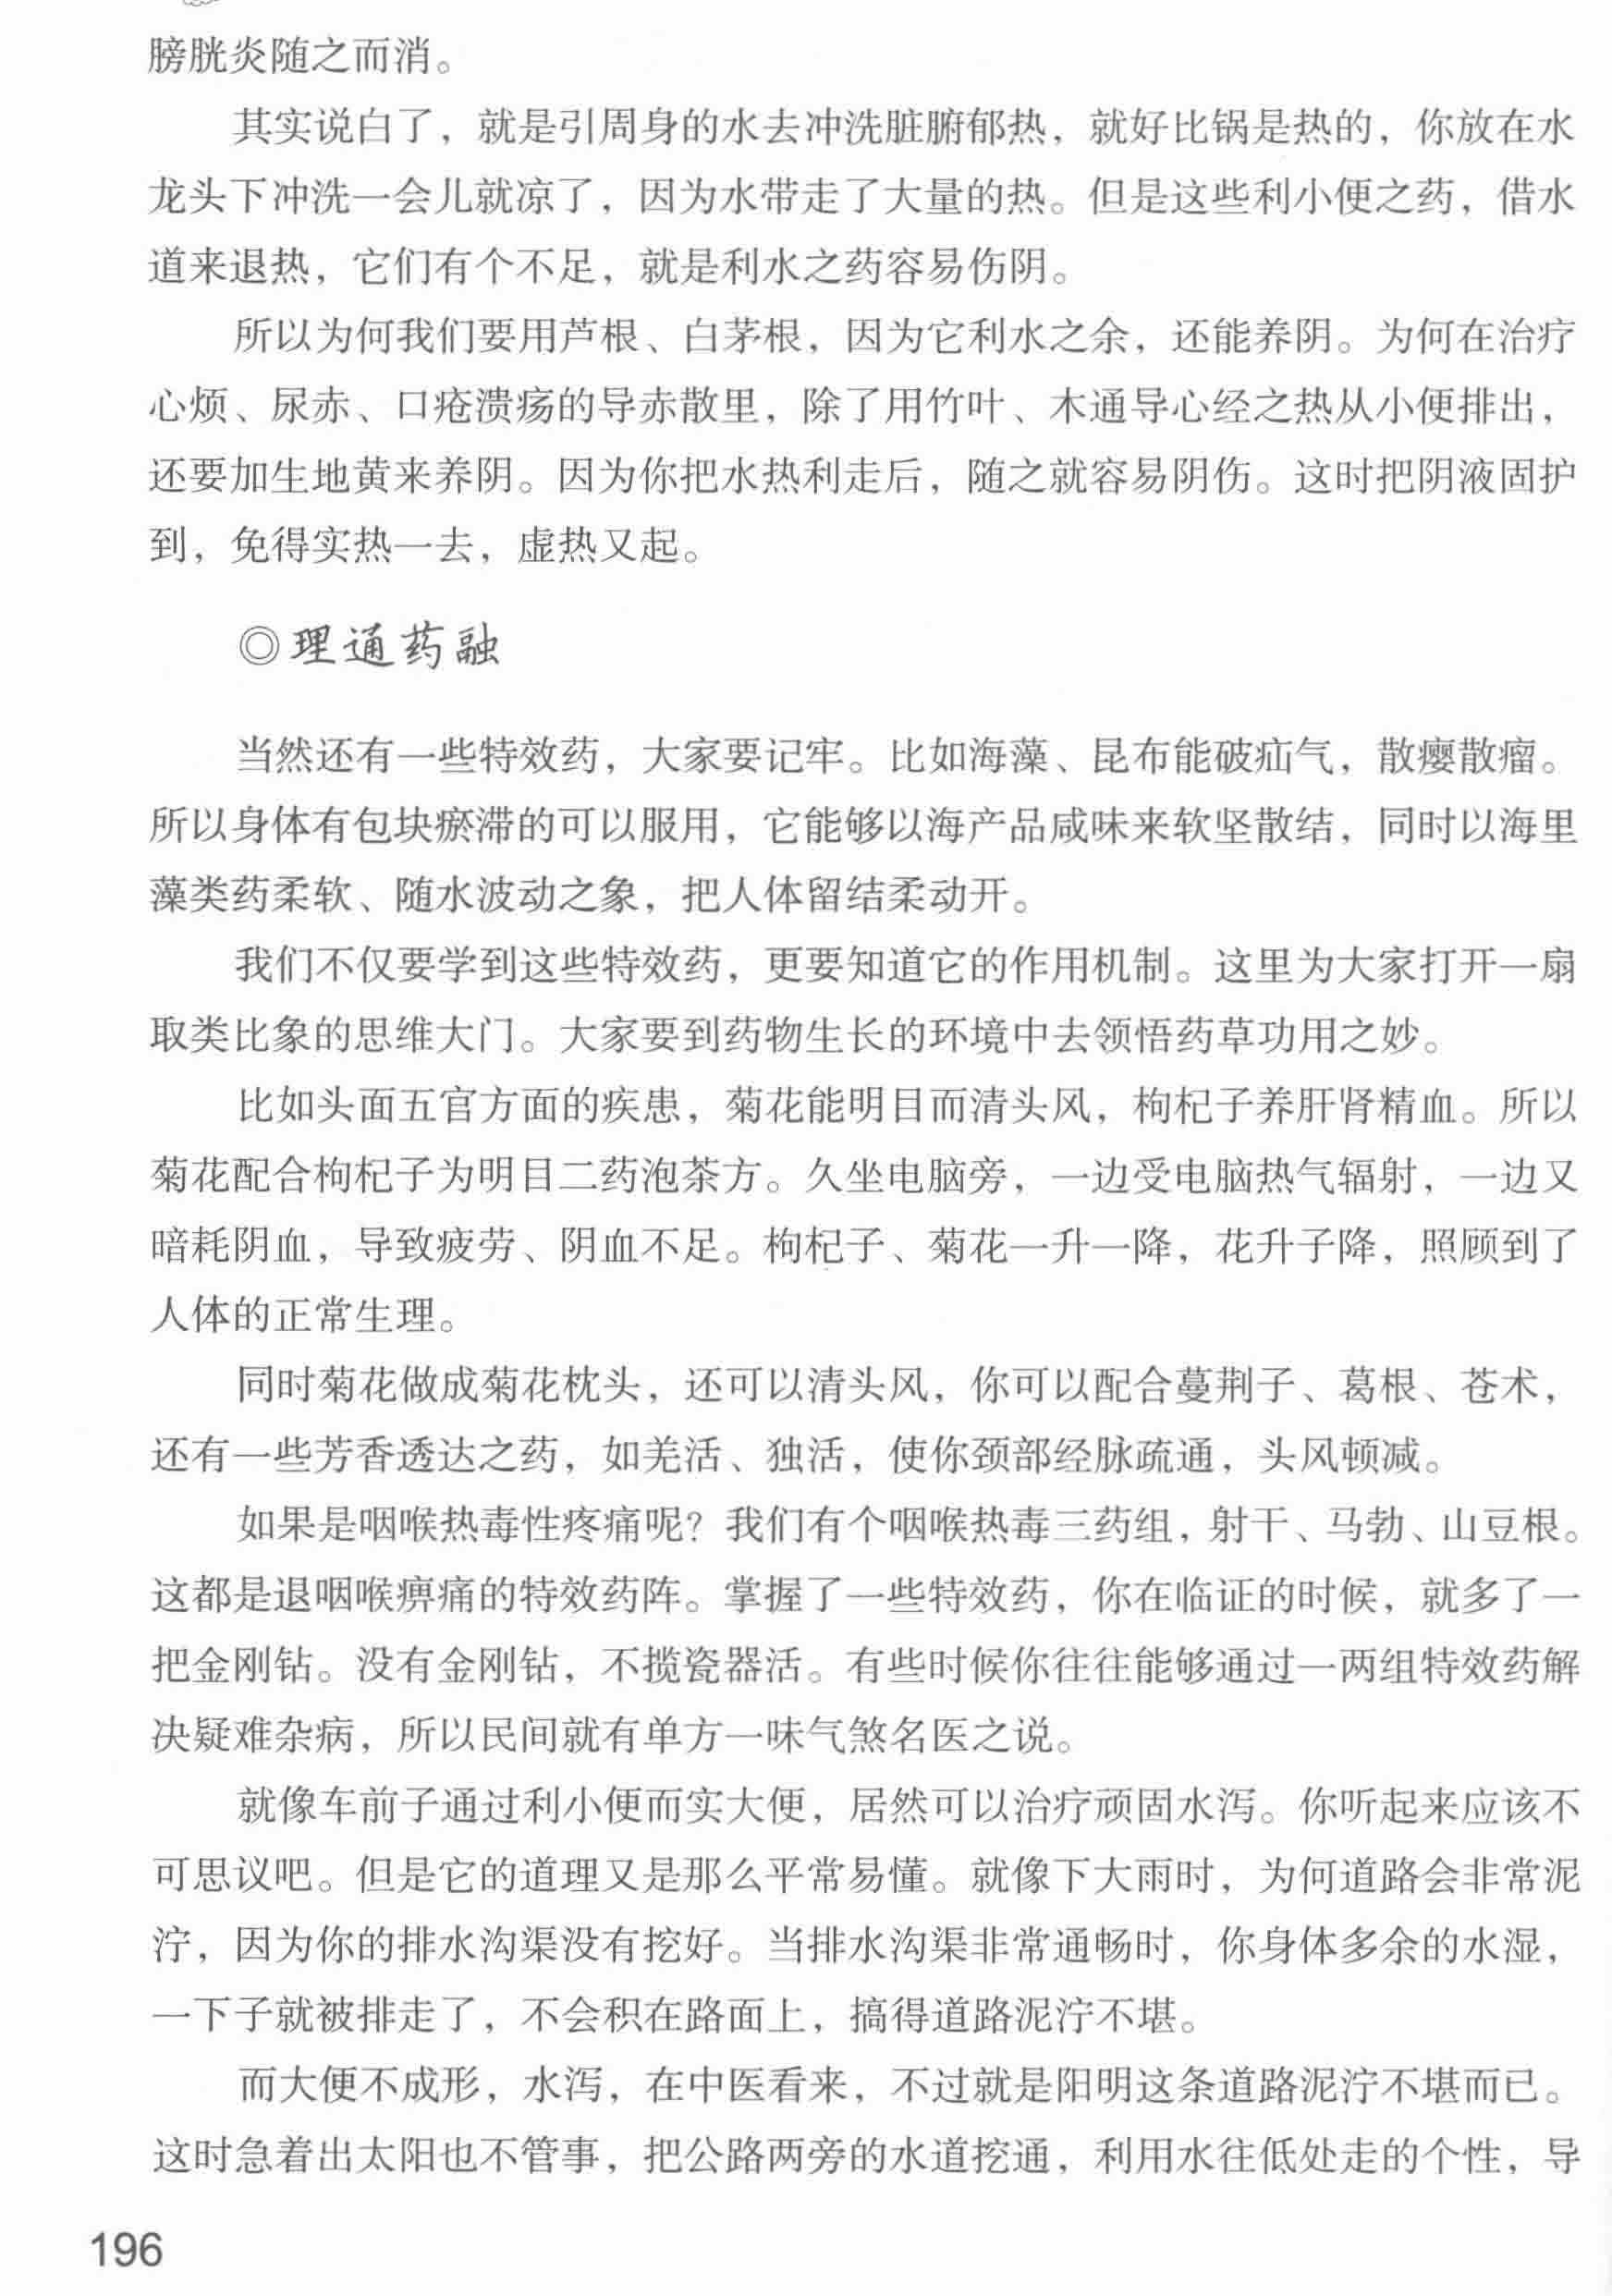 膀胱炎随之而消。
其实说白了，就是引周身的水去冲洗脏腑郁热，就好比锅是热的，你放在水
龙头下冲洗一会儿就凉了，因为水带走了大量的热。但是这些利小便之药，借水
道来退热，它们有个不足，就是利水之药容易伤阴。
所以为何我们要用芦根、白茅根，因为它利水之余，还能养阴。为何在治疗
心烦、尿赤、口疮溃疡的导赤散里，除了用竹叶、木通导心经之热从小便排出，
还要加生地黄来养阴。因为你把水热利走后，随之就容易阴伤。这时把阴液固护
到，免得实热一去，虚热又起。
◎理通药融
当然还有一些特效药，大家要记牢。比如海藻、昆布能破疝气，散瘿散瘤。
所以身体有包块瘀滞的可以服用，它能够以海产品咸味来软坚散结，同时以海里
藻类药柔软、随水波动之象，把人体留结柔动开。
我们不仅要学到这些特效药，更要知道它的作用机制。这里为大家打开一扇
取类比象的思维大门。大家要到药物生长的环境中去领悟药草功用之妙。
比如头面五官方面的疾患，菊花能明目而清头风，枸杞子养肝肾精血。所以
菊花配合枸杞子为明目二药泡茶方。久坐电脑旁，一边受电脑热气辐射，一边又
暗耗阴血，导致疲劳、阴血不足。枸杞子、菊花一升一降，花升子降，照顾到了
人体的正常生理。
同时菊花做成菊花枕头，还可以清头风，你可以配合蔓荆子、葛根、苍术，
还有一些芳香透达之药，如羌活、独活，使你颈部经脉疏通，头风顿减。
如果是咽喉热毒性疼痛呢？我们有个咽喉热毒三药组，射干、马勃、山豆根。
这都是退咽喉痹痛的特效药阵。掌握了一些特效药，你在临证的时候，就多了一
把金刚钻。没有金刚钻，不揽瓷器活。有些时候你往往能够通过一两组特效药解
决疑难杂病，所以民间就有单方一味气煞名医之说。
就像车前子通过利小便而实大便，居然可以治疗顽固水泻。你听起来应该不
可思议吧。但是它的道理又是那么平常易懂。就像下大雨时，为何道路会非常泥
泞，因为你的排水沟渠没有挖好。当排水沟渠非常通畅时，你身体多余的水湿，
一下子就被排走了，不会积在路面上，搞得道路泥泞不堪。
而大便不成形，水泻，在中医看来，不过就是阳明这条道路泥泞不堪而已。
这时急着出太阳也不管事，把公路两旁的水道挖通，利用水往低处走的个性，导
196